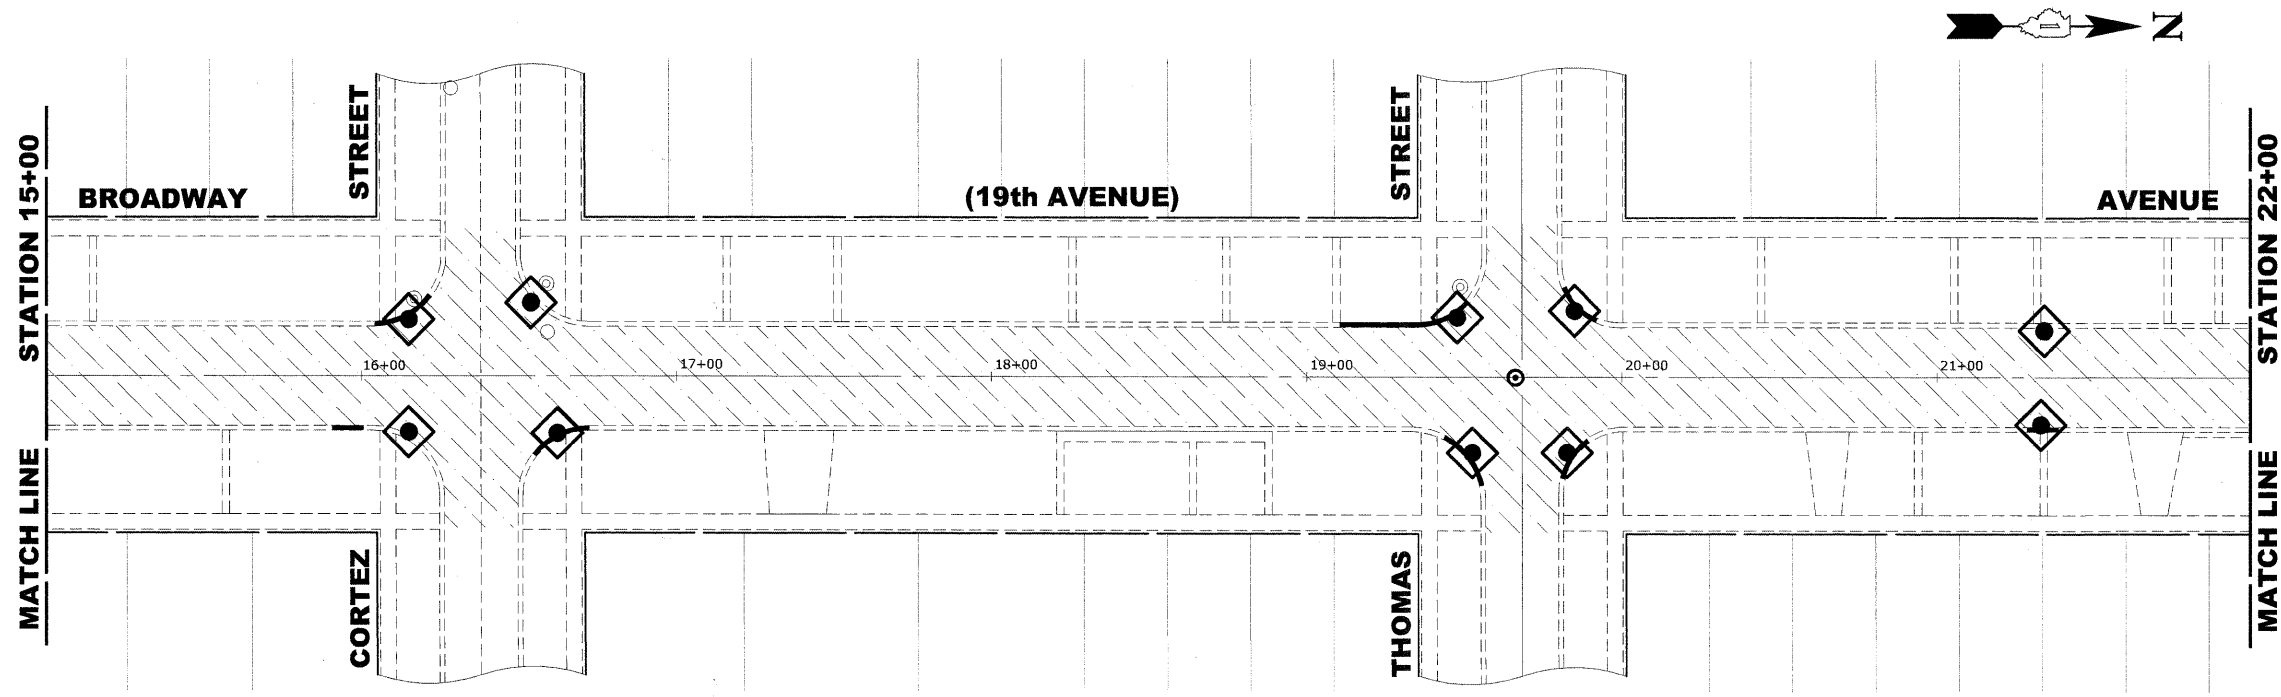 N
STREET
STREET
BROADWAY
(19th AVENUE)
AVENUE
MATCH LINE STATION 15+00
MATCH LINE STATION 22+00
16+00
17+00
18+00
19+00
20+00
21+00
CORTEZ
THOMAS